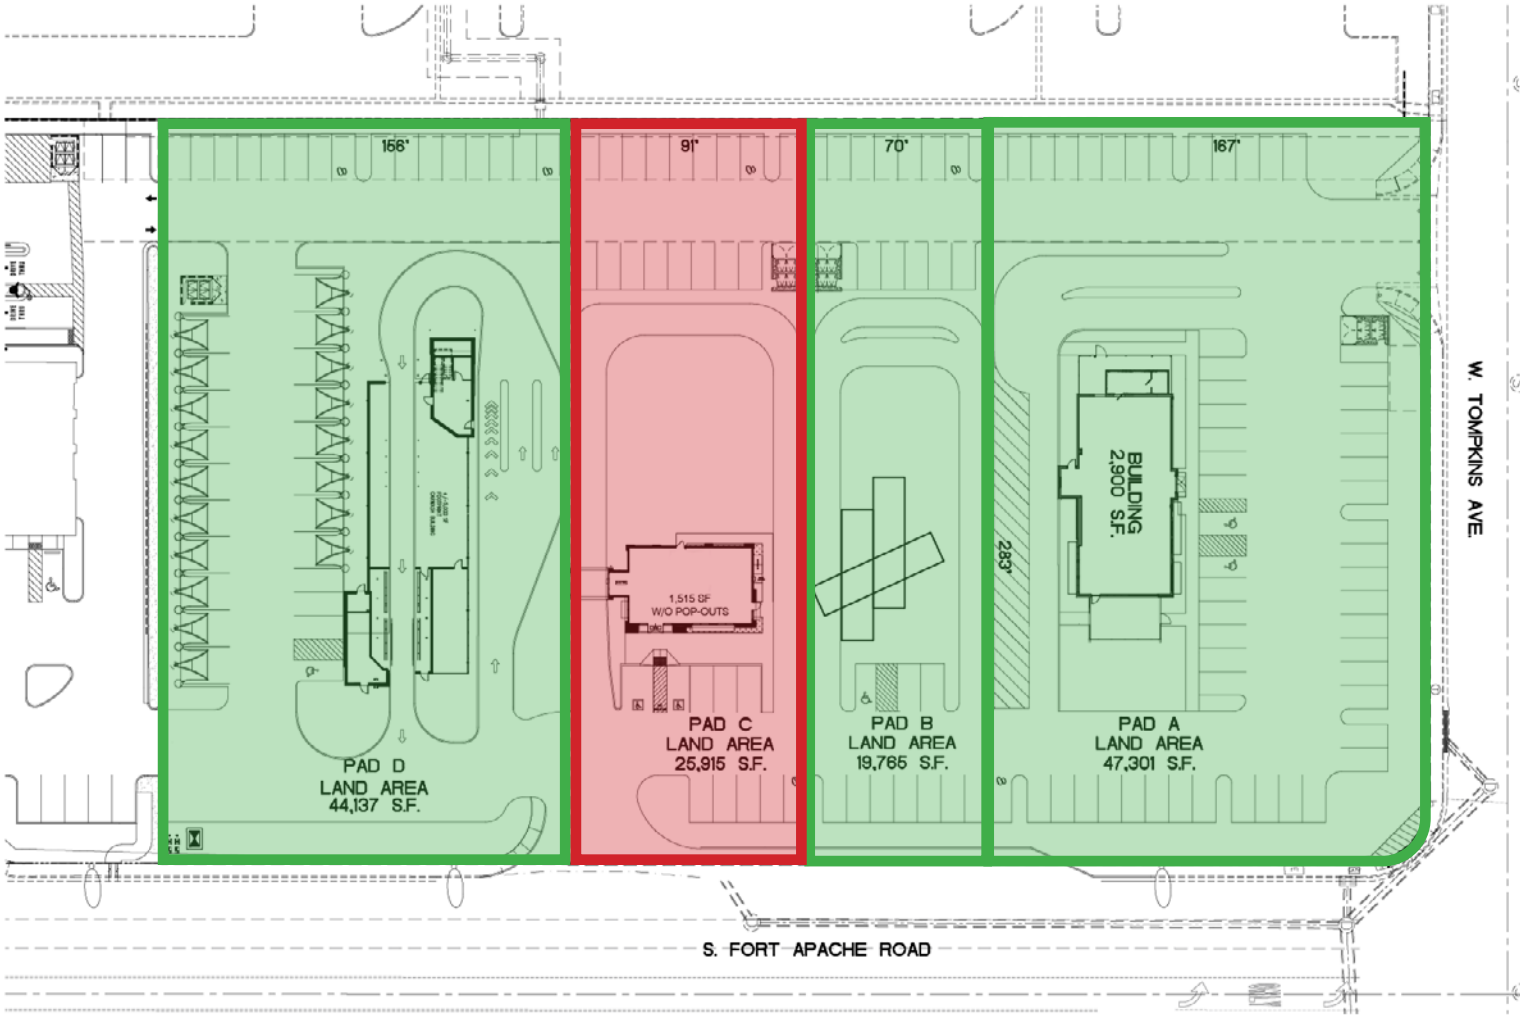 156'
91'
70'
167'
W. TOMPKINS AVE.
BUILDING
2,900 S.F.
283'
1,515 SF
W/O POP-OUTS
PAD C
LAND AREA
25,915 S.F.
PAD B
LAND AREA
19,765 S.F.
PAD A
LAND AREA
47,301 S.F.
PAD D
LAND AREA
44,137 S.F.
S. FORT APACHE ROAD